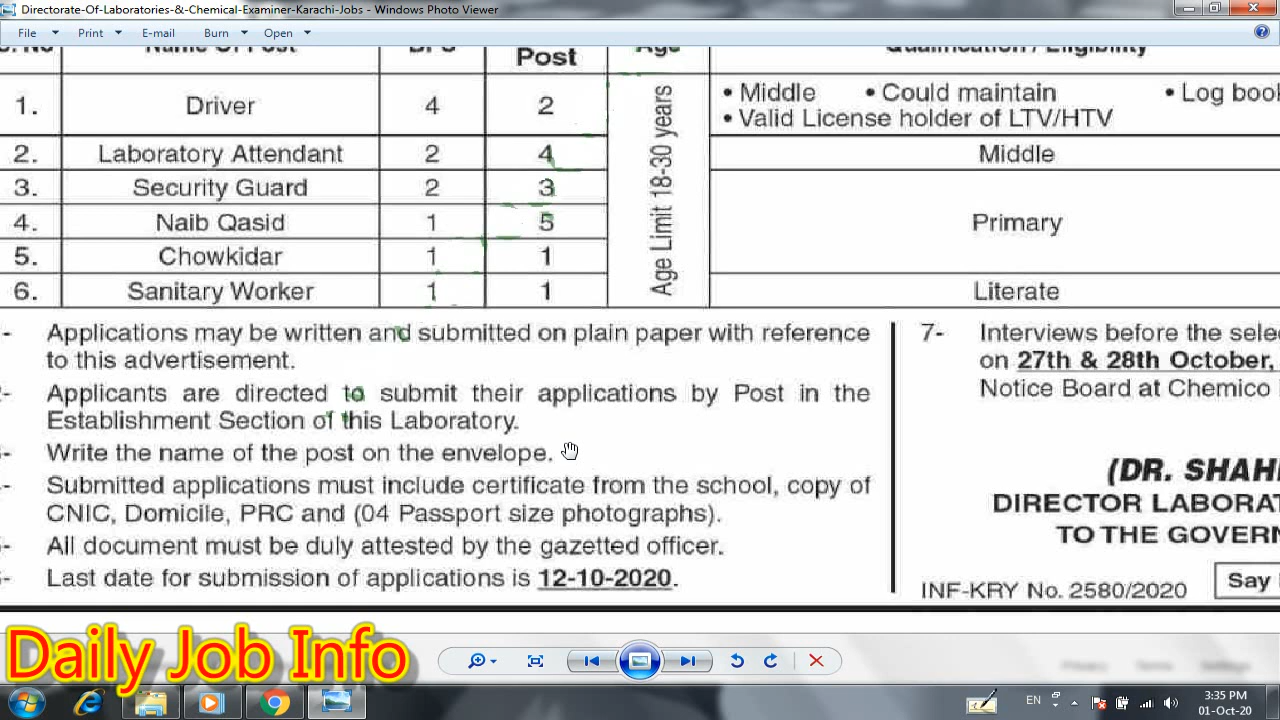 Directorate-Of-Laboratories-&-Chemical-Examiner-Karachi-Jobs - Windows Photo Viewer
File Print E-mail Burn Open
S. No Name Of Post BPS Post Age Qualification / Eligibility
1. Driver 4 2 • Middle • Could maintain • Log book
• Valid License holder of LTV/HTV
2. Laboratory Attendant 2 4 Middle
3. Security Guard 2 3
4. Naib Qasid 1 5 Primary
5. Chowkidar 1 1
6. Sanitary Worker 1 1 Literate
Age Limit 18-30 years
- Applications may be written and submitted on plain paper with reference
to this advertisement.
- Applicants are directed to submit their applications by Post in the
Establishment Section of this Laboratory.
- Write the name of the post on the envelope.
- Submitted applications must include certificate from the school, copy of
CNIC, Domicile, PRC and (04 Passport size photographs).
- All document must be duly attested by the gazetted officer.
- Last date for submission of applications is 12-10-2020.
7- Interviews before the sele
on 27th & 28th October,
Notice Board at Chemico
(DR. SHAH
DIRECTOR LABORAT
TO THE GOVERN
INF-KRY No. 2580/2020
Say
Daily Job Info
EN
3:35 PM
01-Oct-20